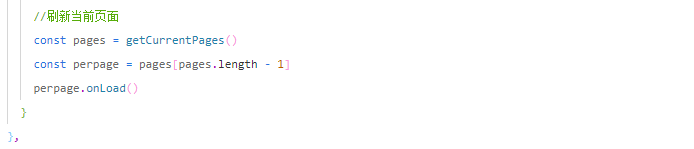 //刷新当前页面
const pages = getCurrentPages()
const perpage = pages[pages.length - 1]
perpage.onLoad()
}
},